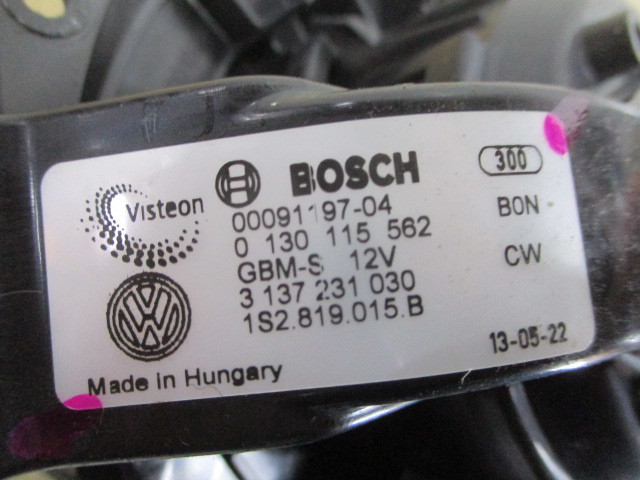 BOSCH
300
Visteon
00091197-04
B0N
0 130 115 562
GBM-S 12V
CW
3 137 231 030
1S2.819.015.B
13-05-22
Made in Hungary